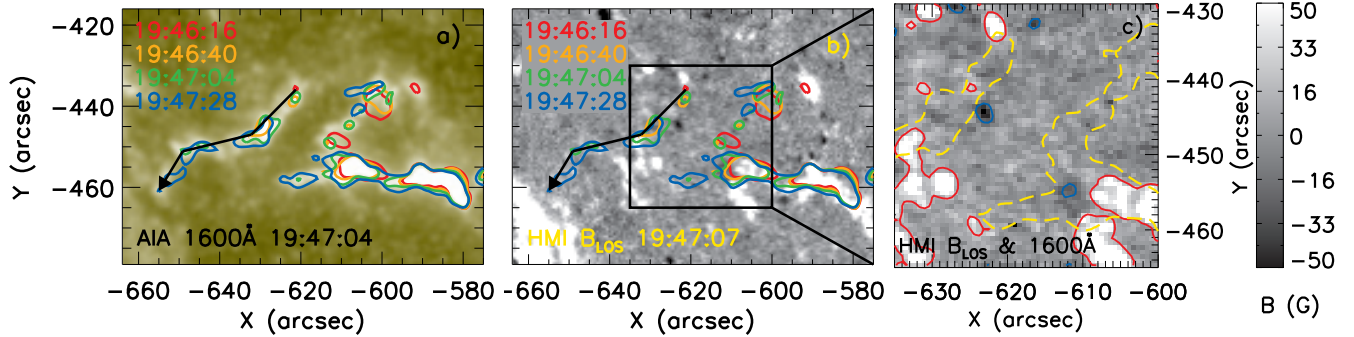 19:46:16
19:46:40
19:47:04
19:47:28
a)
AIA 1600Å 19:47:04
−420
−440
−460
Y (arcsec)
−660 −640 −620 −600 −580
X (arcsec)
19:46:16
19:46:40
19:47:04
19:47:28
b)
HMI B_LOS 19:47:07
−660 −640 −620 −600 −580
X (arcsec)
c)
HMI B_LOS & 1600Å
−430
−440
−450
−460
Y (arcsec)
−630 −620 −610 −600
X (arcsec)
50
33
16
0
−16
−33
−50
B (G)